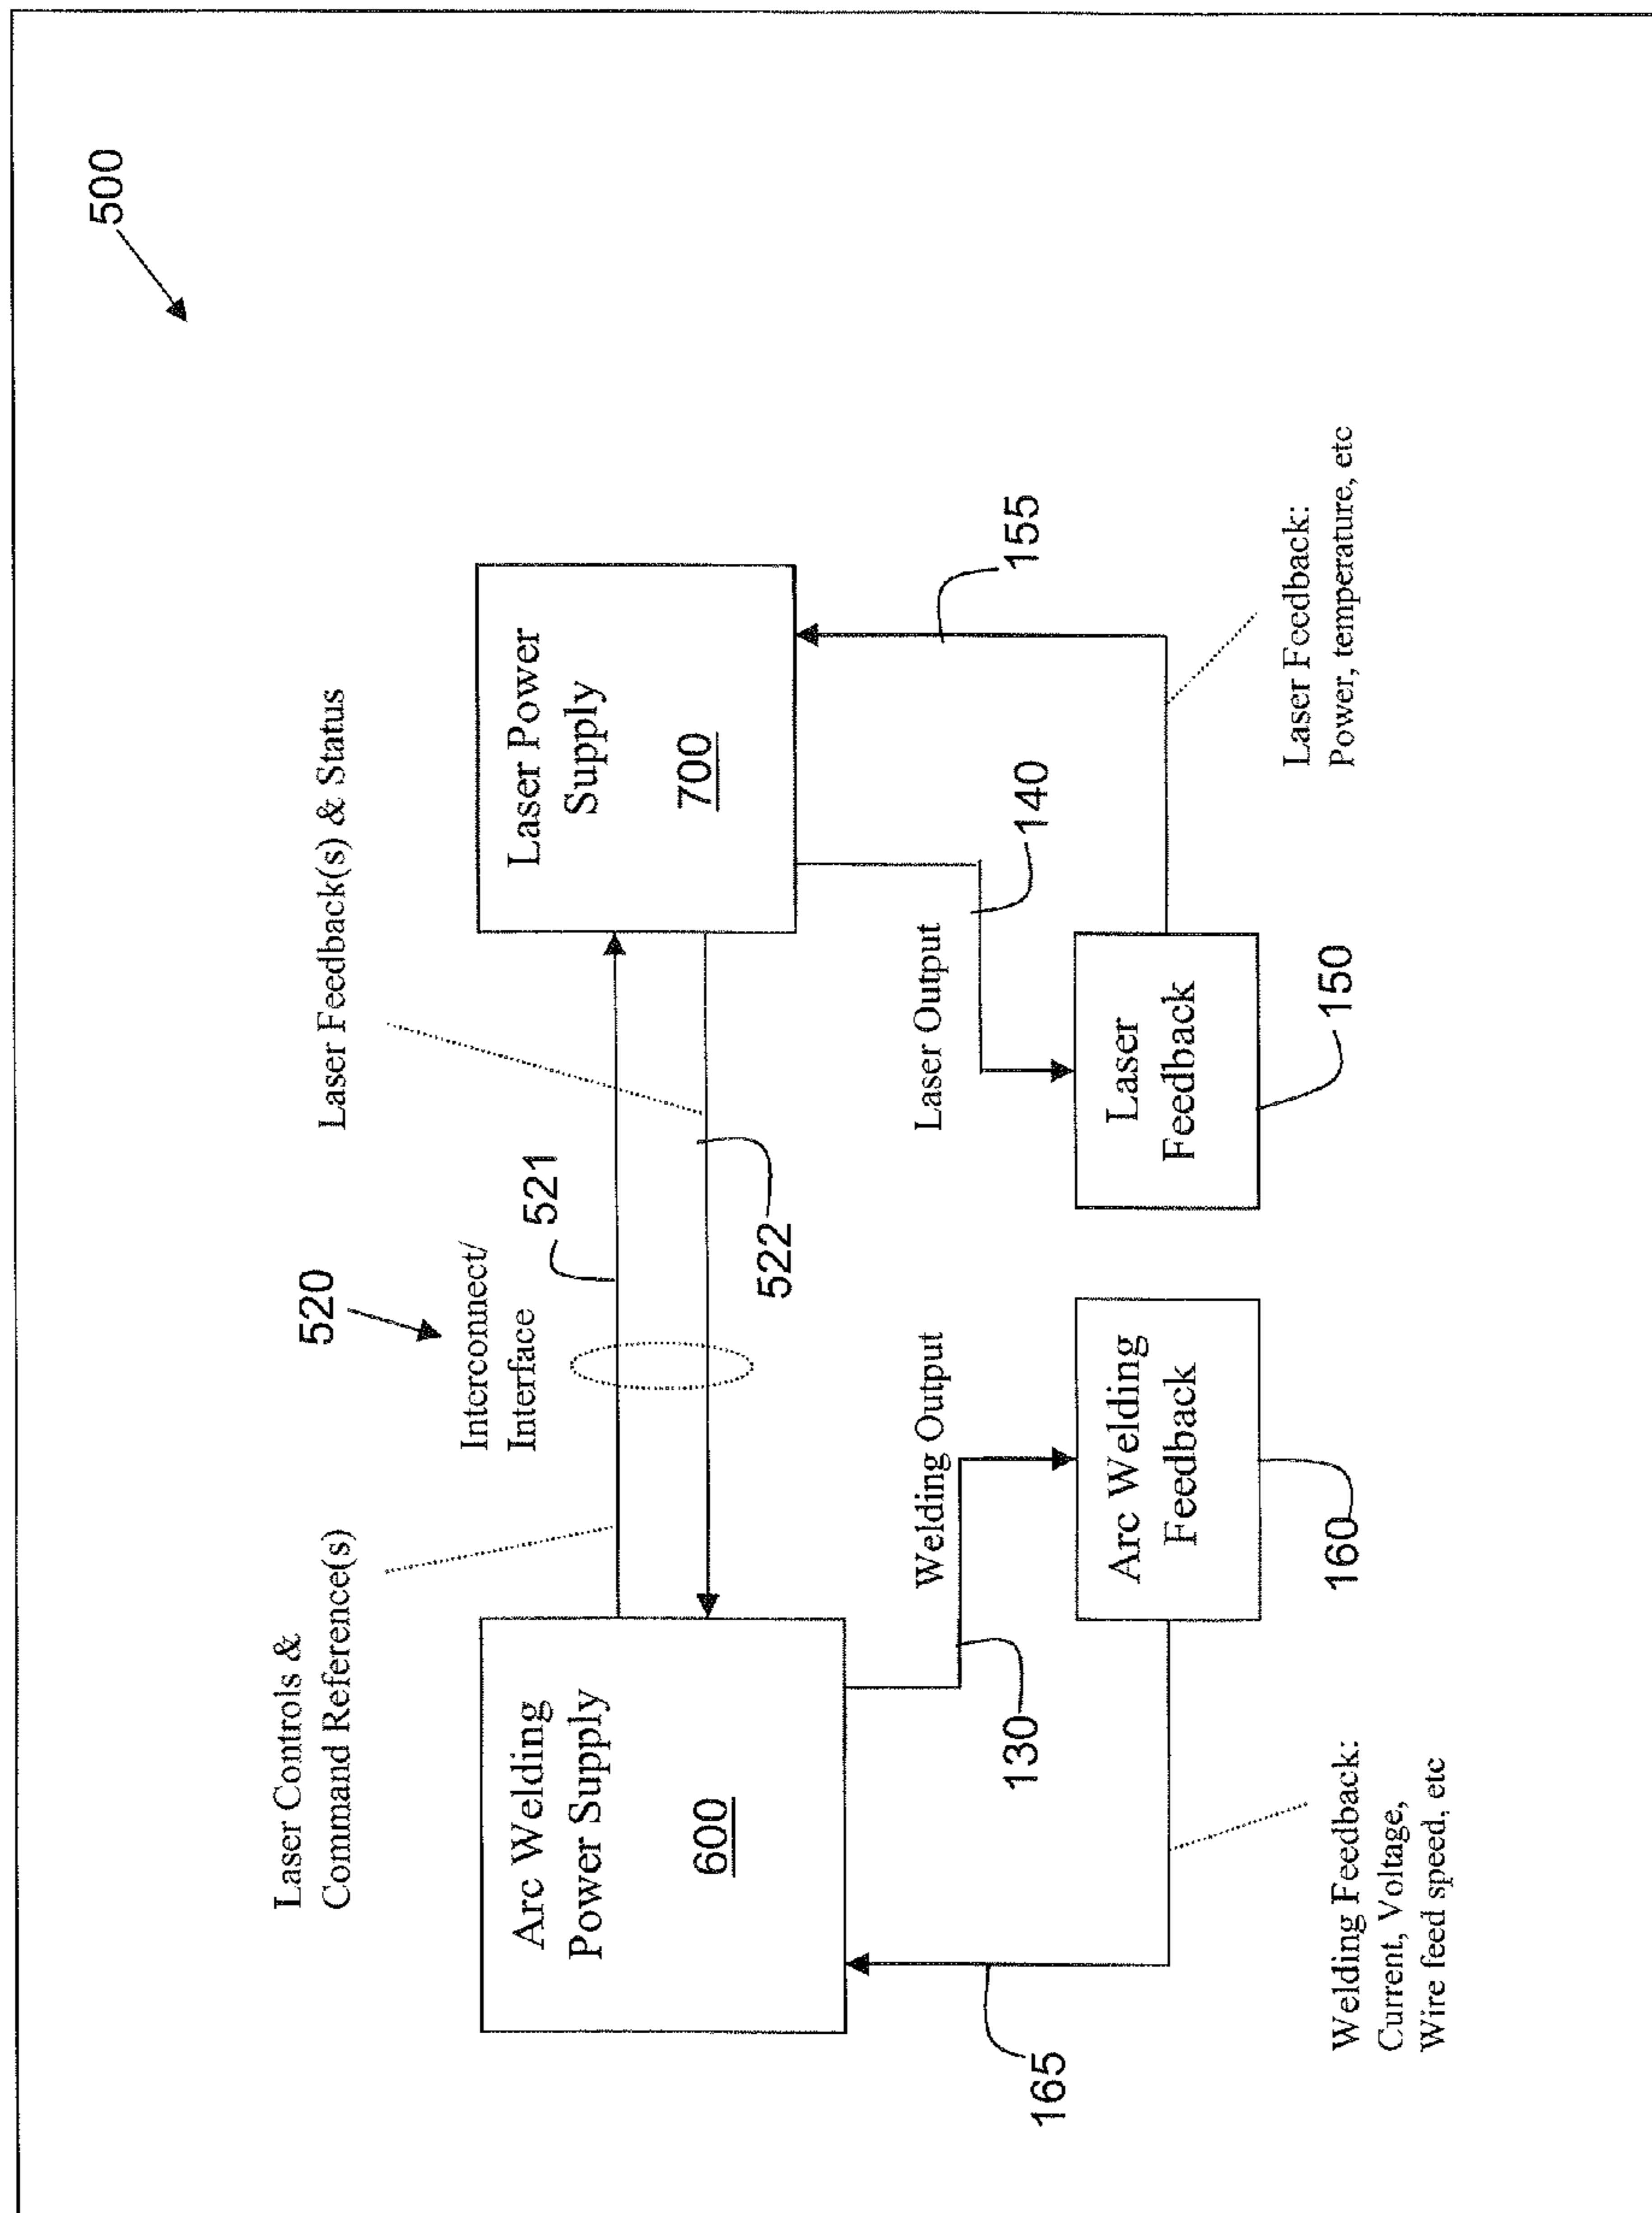 500
520
Laser Controls &
Command Reference(s)
Interconnect/
Interface
521
522
Laser Feedback(s) & Status
Arc Welding
Power Supply
600
Laser Power
Supply
700
Welding Output
130
Laser Output
140
155
165
Arc Welding
Feedback
160
Laser
Feedback
150
Welding Feedback:
Current, Voltage,
Wire feed speed, etc
Laser Feedback:
Power, temperature, etc